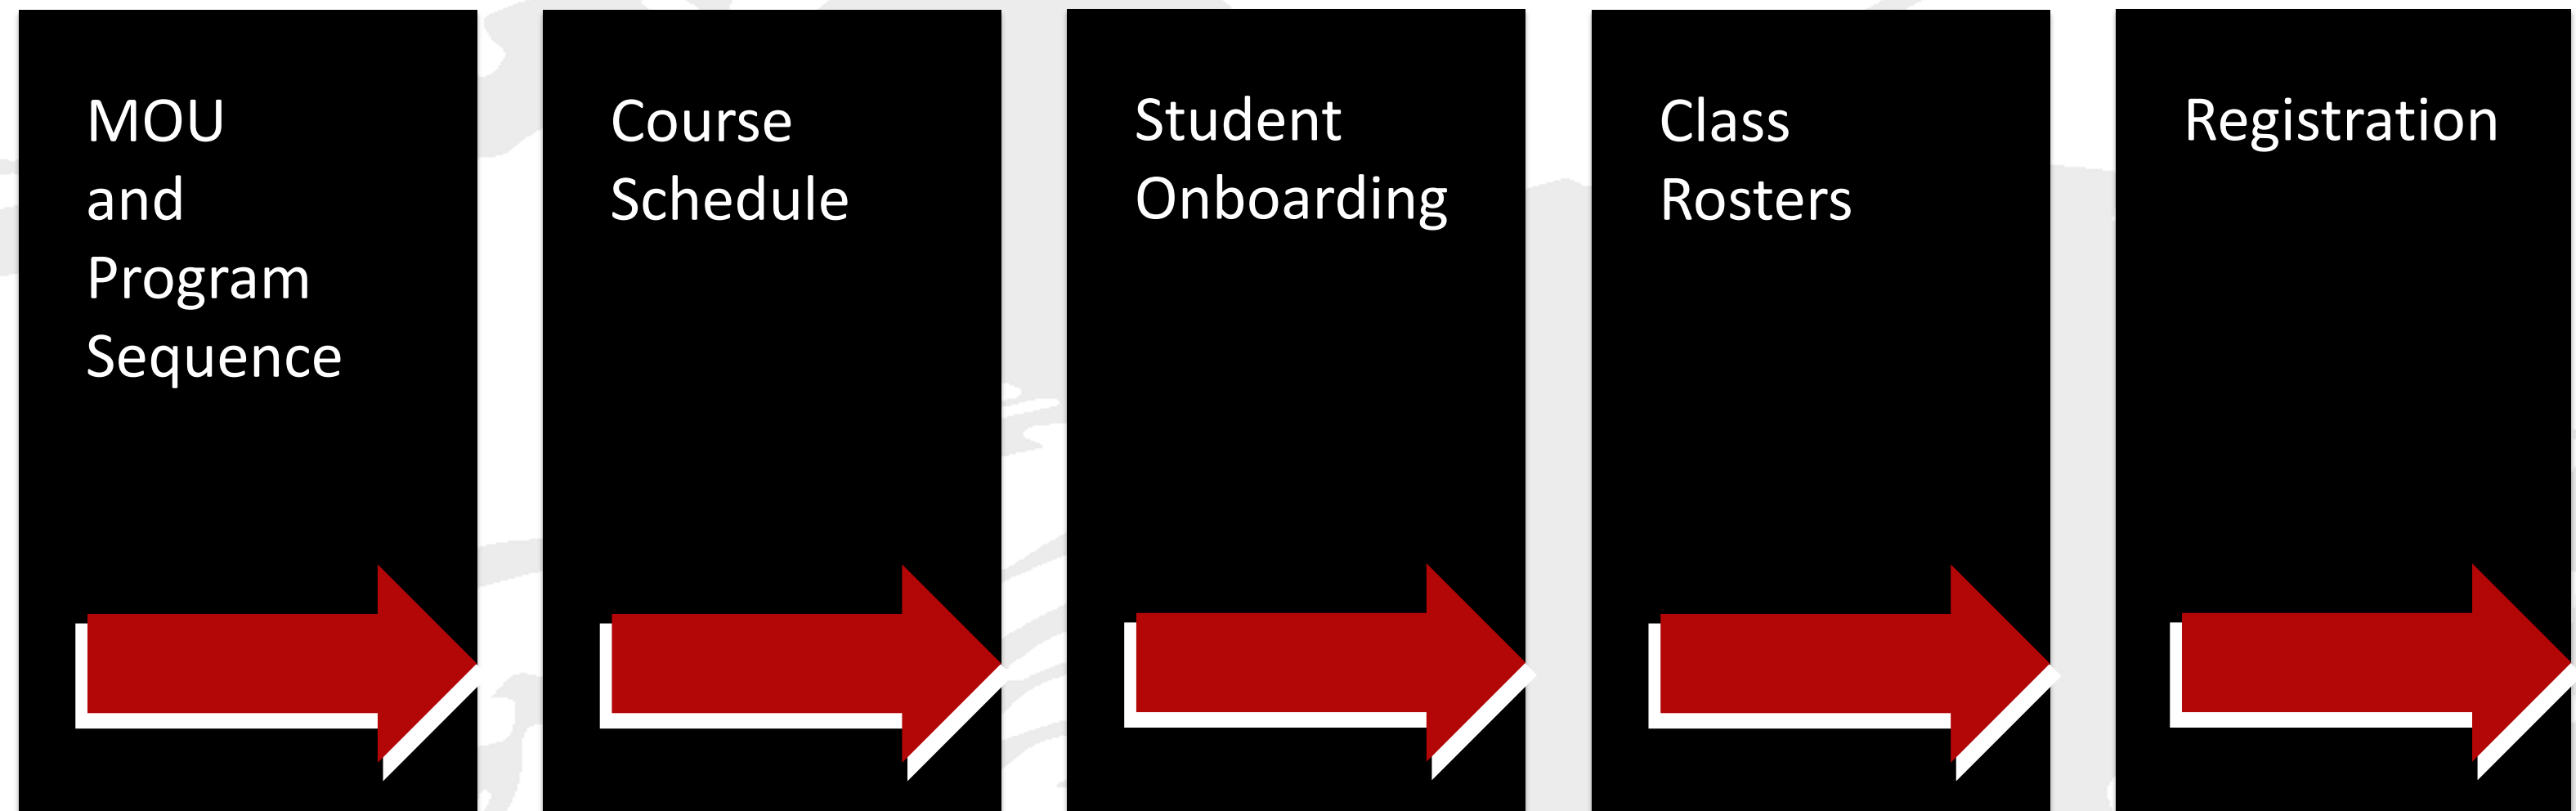 MOU
and
Program
Sequence
Course
Schedule
Student
Onboarding
Class
Rosters
Registration